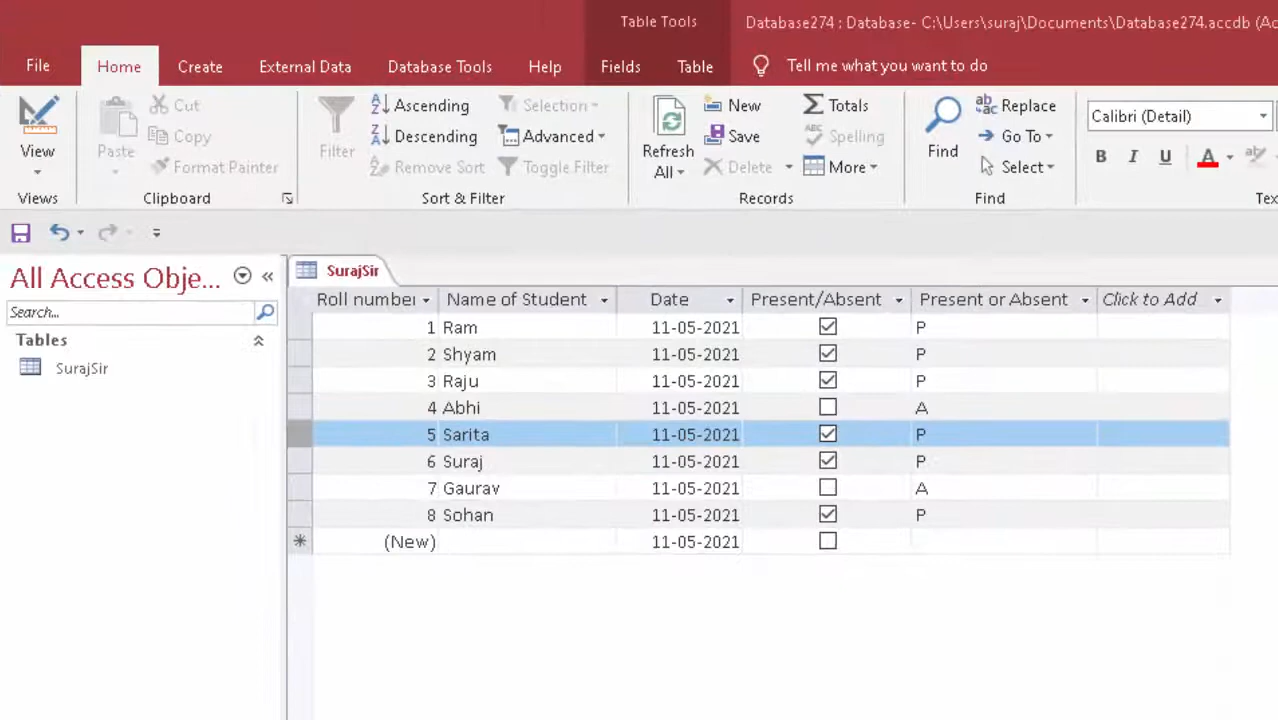 Table Tools
Database274 : Database- C:\Users\suraj\Documents\Database274.accdb (Ac
File Home Create External Data Database Tools Help Fields Table Tell me what you want to do
View
Views
Paste
Cut
Copy
Format Painter
Clipboard
Filter
Ascending
Descending
Remove Sort
Selection
Advanced
Toggle Filter
Sort & Filter
Refresh
All
New
Save
Delete
Totals
Spelling
More
Records
Find
Replace
Go To
Select
Find
Calibri (Detail)
B I U A ab
Tex
All Access Obje...
Search...
Tables
SurajSir
SurajSir
Roll number Name of Student Date Present/Absent Present or Absent Click to Add
1 Ram 11-05-2021 P
2 Shyam 11-05-2021 P
3 Raju 11-05-2021 P
4 Abhi 11-05-2021 A
5 Sarita 11-05-2021 P
6 Suraj 11-05-2021 P
7 Gaurav 11-05-2021 A
8 Sohan 11-05-2021 P
(New) 11-05-2021